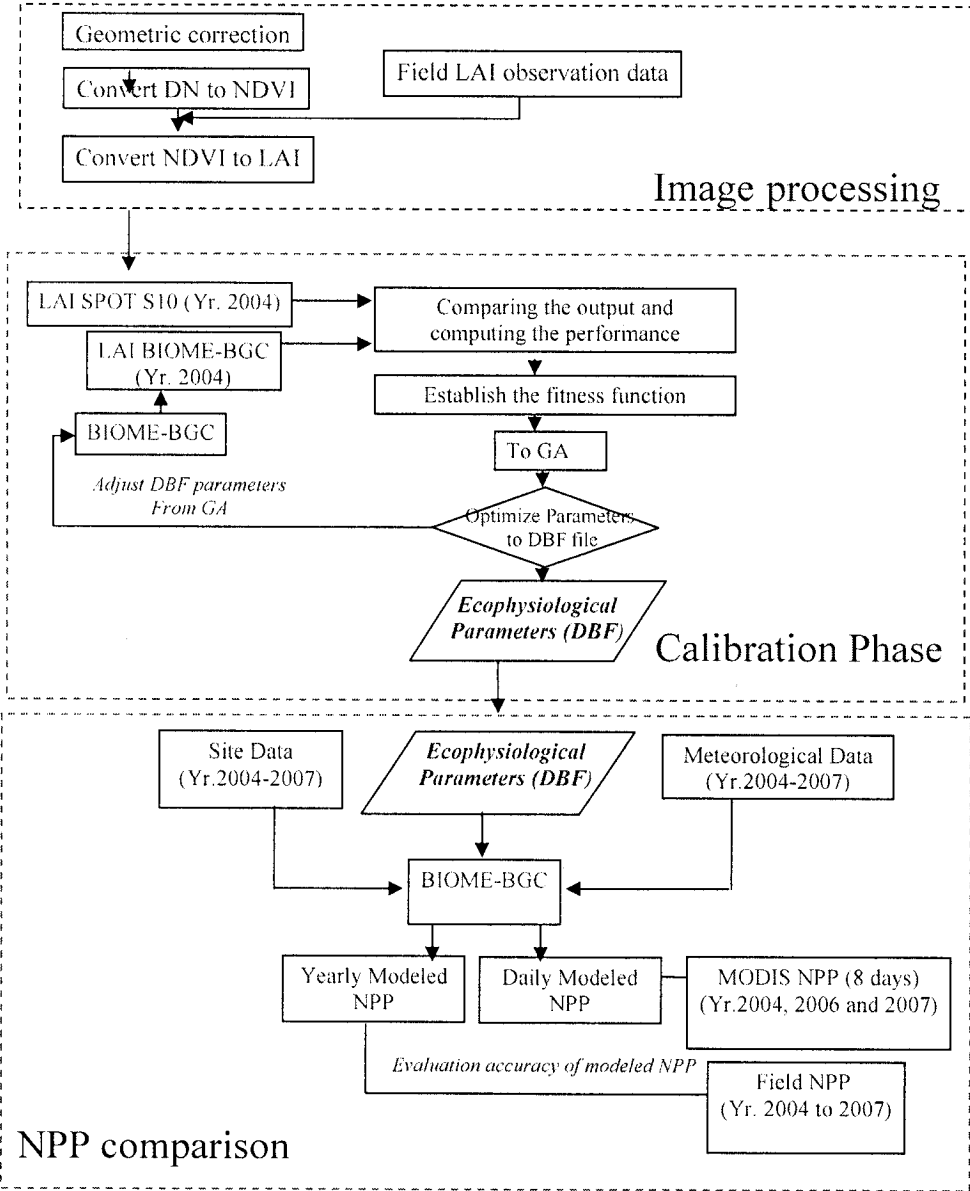 Geometric correction
Convert DN to NDVI
Field LAI observation data
Convert NDVI to LAI
Image processing
LAI SPOT S10 (Yr. 2004)
Comparing the output and
computing the performance
LAI BIOME-BGC
(Yr. 2004)
Establish the fitness function
BIOME-BGC
To GA
Adjust DBF parameters
From GA
Optimize Parameters
to DBF file
Ecophysiological
Parameters (DBF)
Calibration Phase
Site Data
(Yr.2004-2007)
Ecophysiological
Parameters (DBF)
Meteorological Data
(Yr.2004-2007)
BIOME-BGC
Yearly Modeled
NPP
Daily Modeled
NPP
MODIS NPP (8 days)
(Yr.2004, 2006 and 2007)
Evaluation accuracy of modeled NPP
Field NPP
(Yr. 2004 to 2007)
NPP comparison